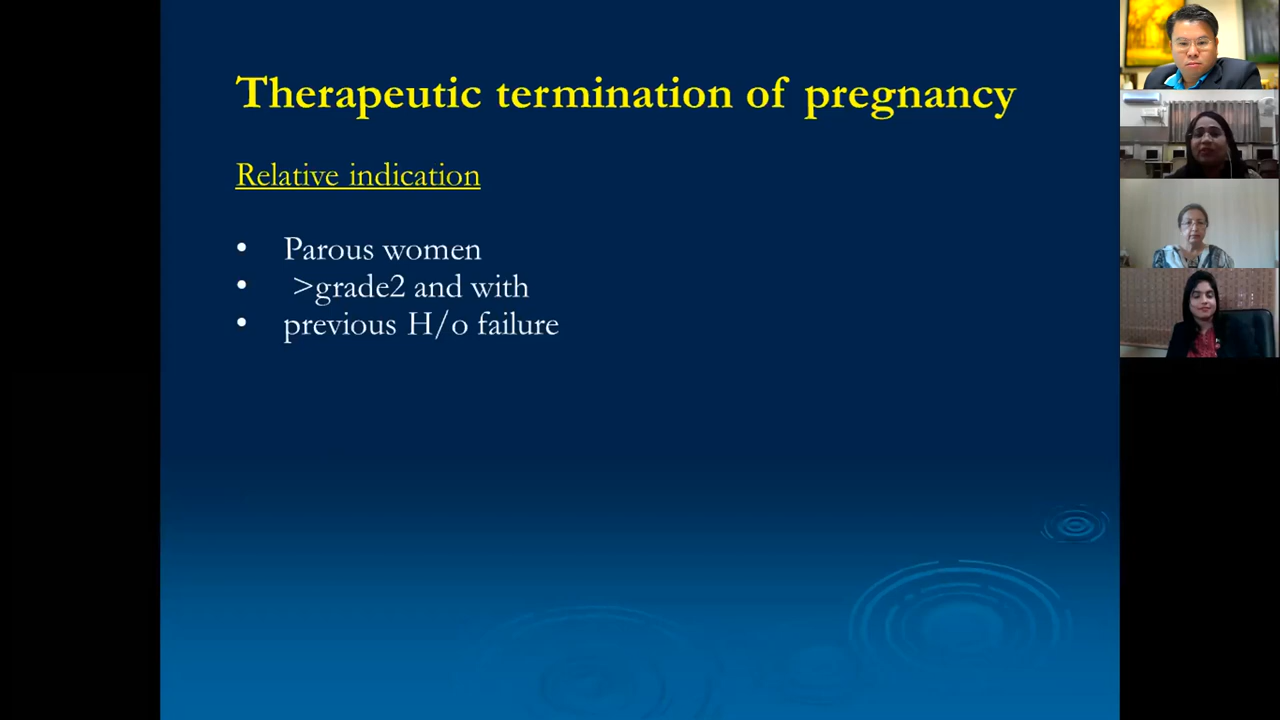 Therapeutic termination of pregnancy
Relative indication
• Parous women
• >grade2 and with
• previous H/o failure